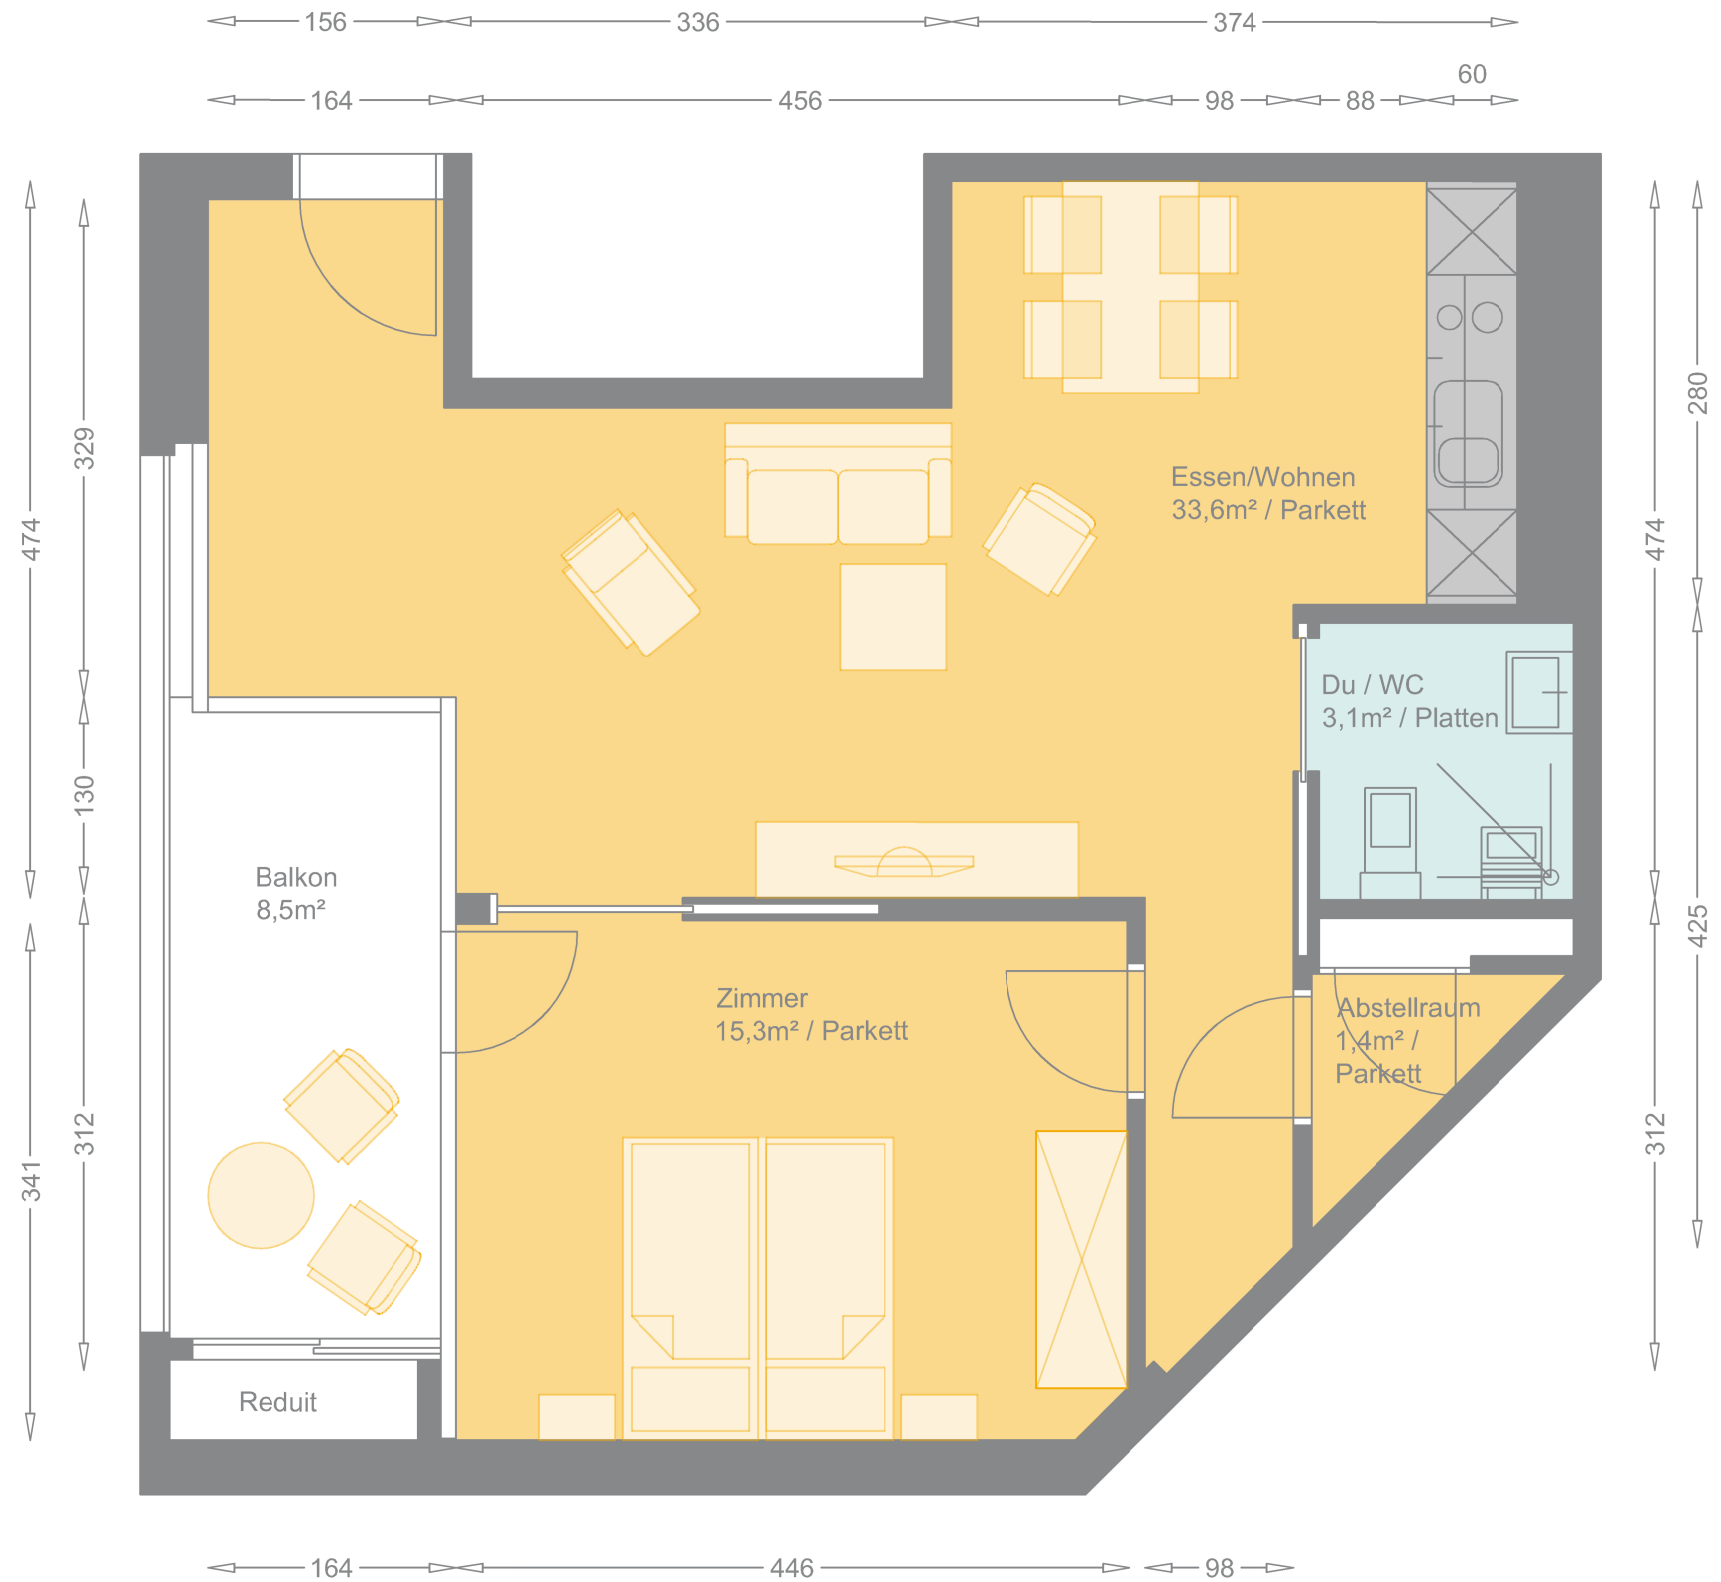 156
336
374
60
164
456
98
88
329
474
130
312
341
280
474
425
312
Essen/Wohnen
33,6m² / Parkett
Du / WC
3,1m² / Platten
Balkon
8,5m²
Zimmer
15,3m² / Parkett
Abstellraum
1,4m² /
Parkett
Reduit
164
446
98